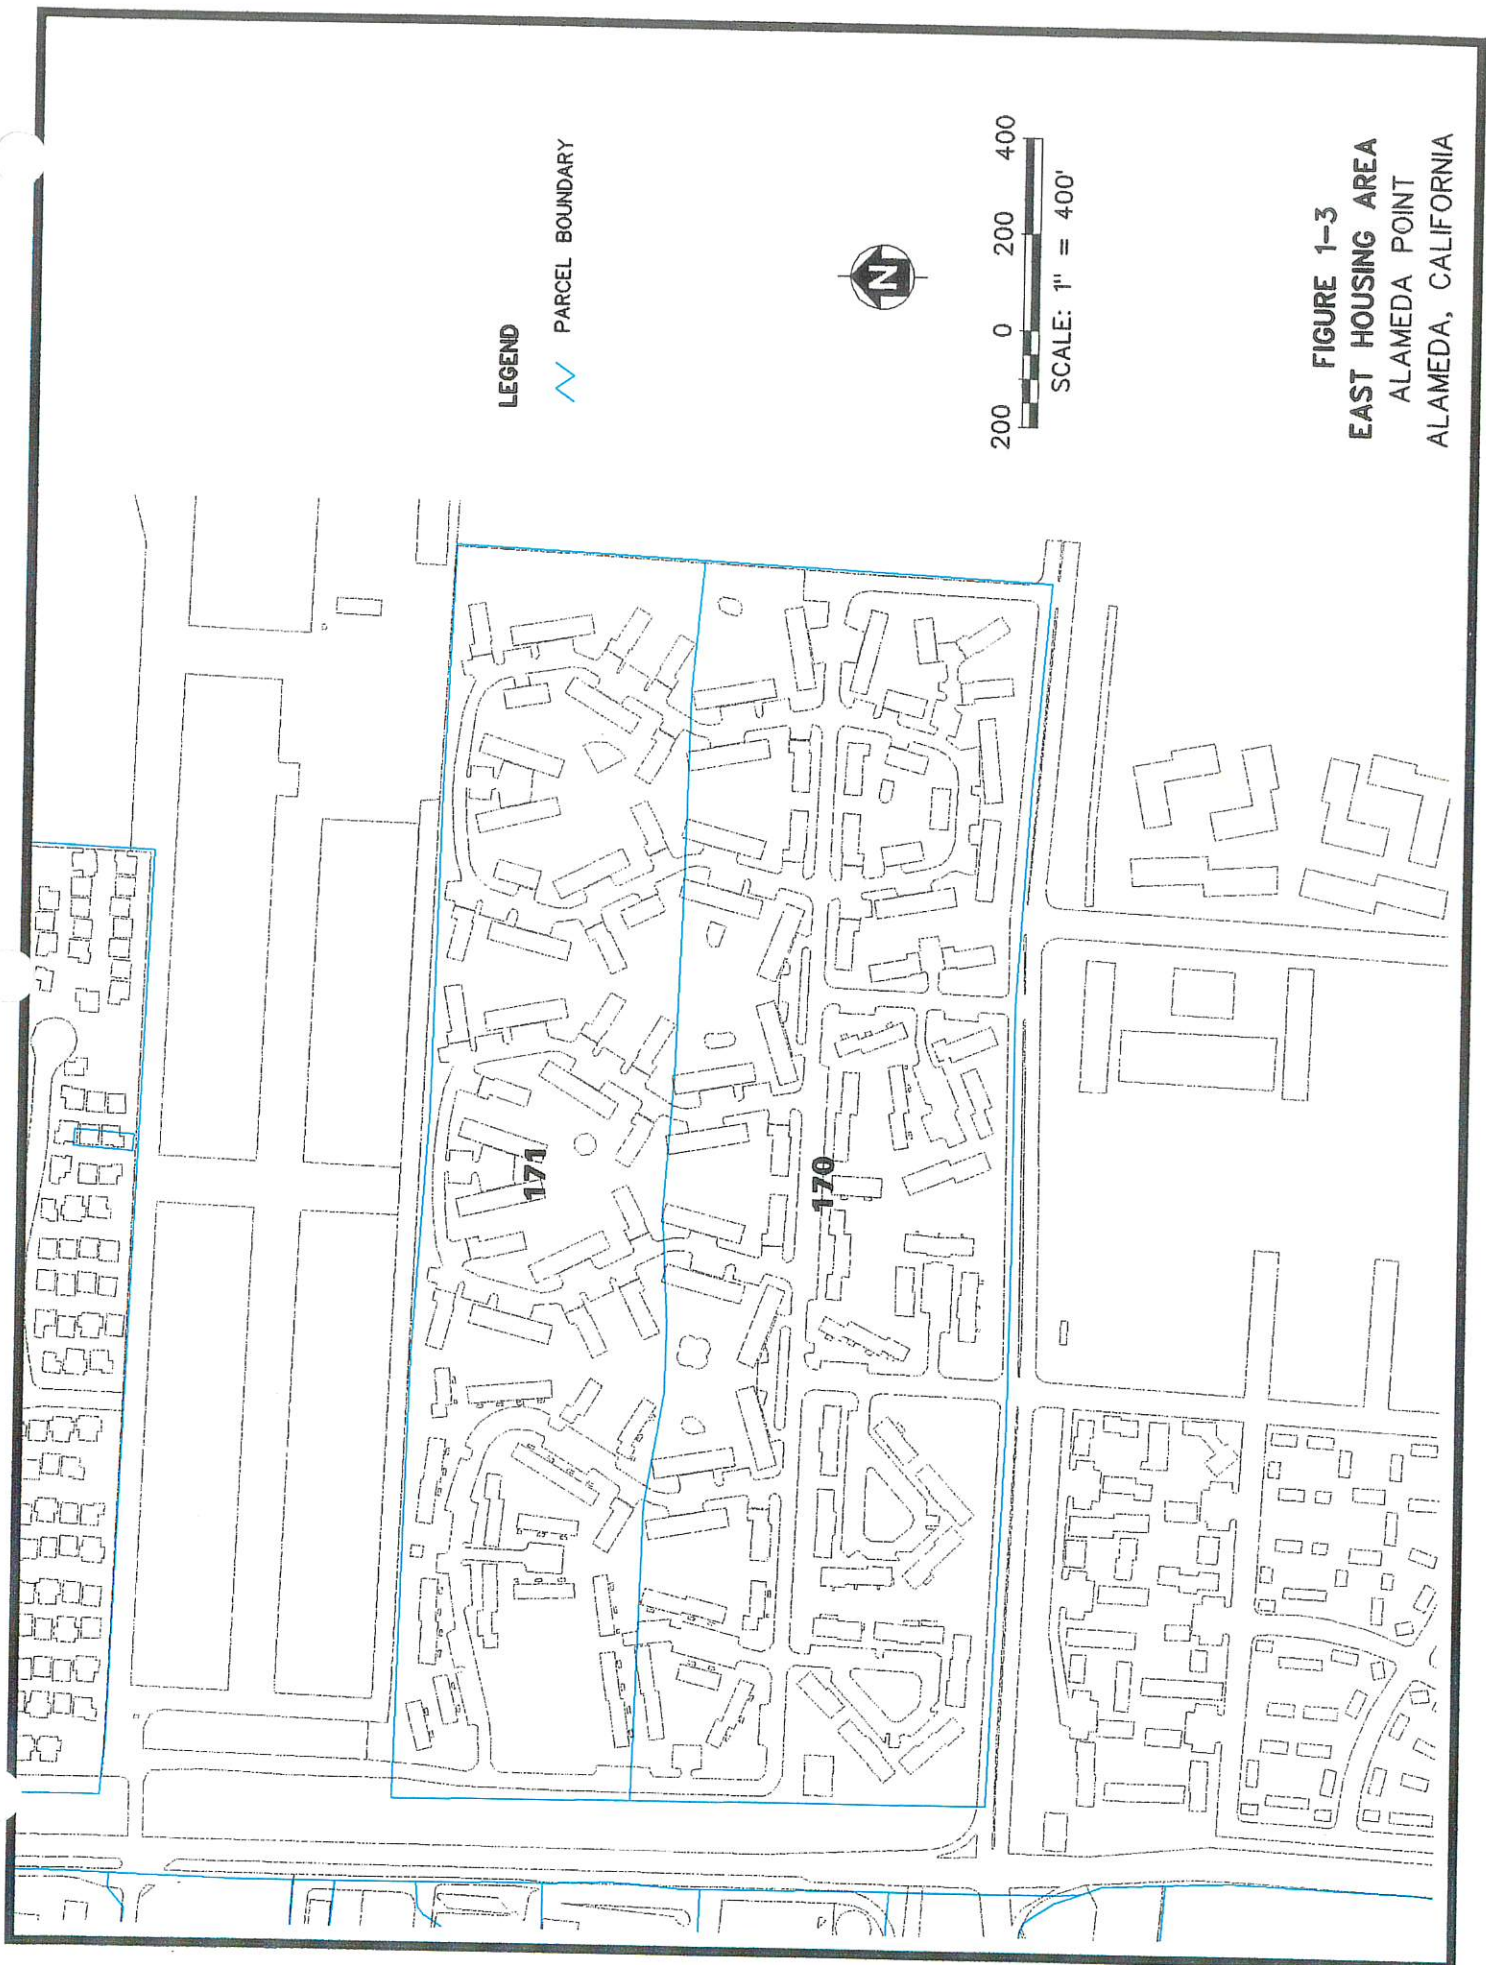 171
170
LEGEND
PARCEL BOUNDARY
N
200 0 200 400
SCALE: 1" = 400'
FIGURE 1-3
EAST HOUSING AREA
ALAMEDA POINT
ALAMEDA, CALIFORNIA